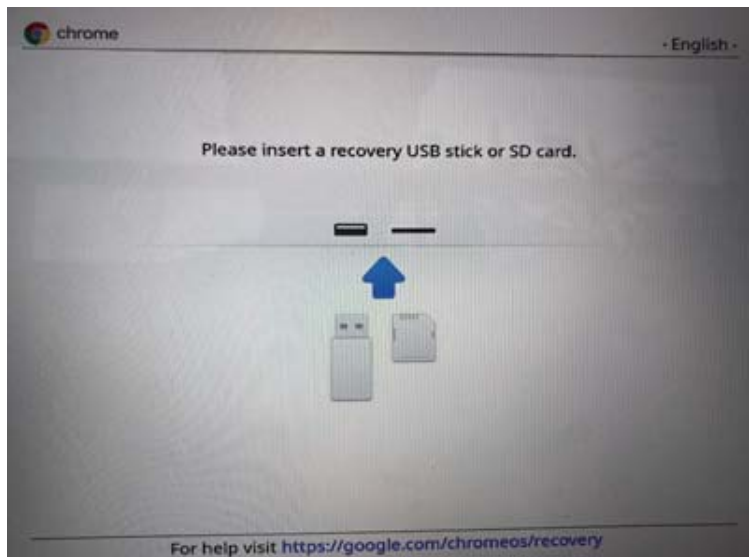 chrome
- English -
Please insert a recovery USB stick or SD card.
For help visit https://google.com/chromeos/recovery